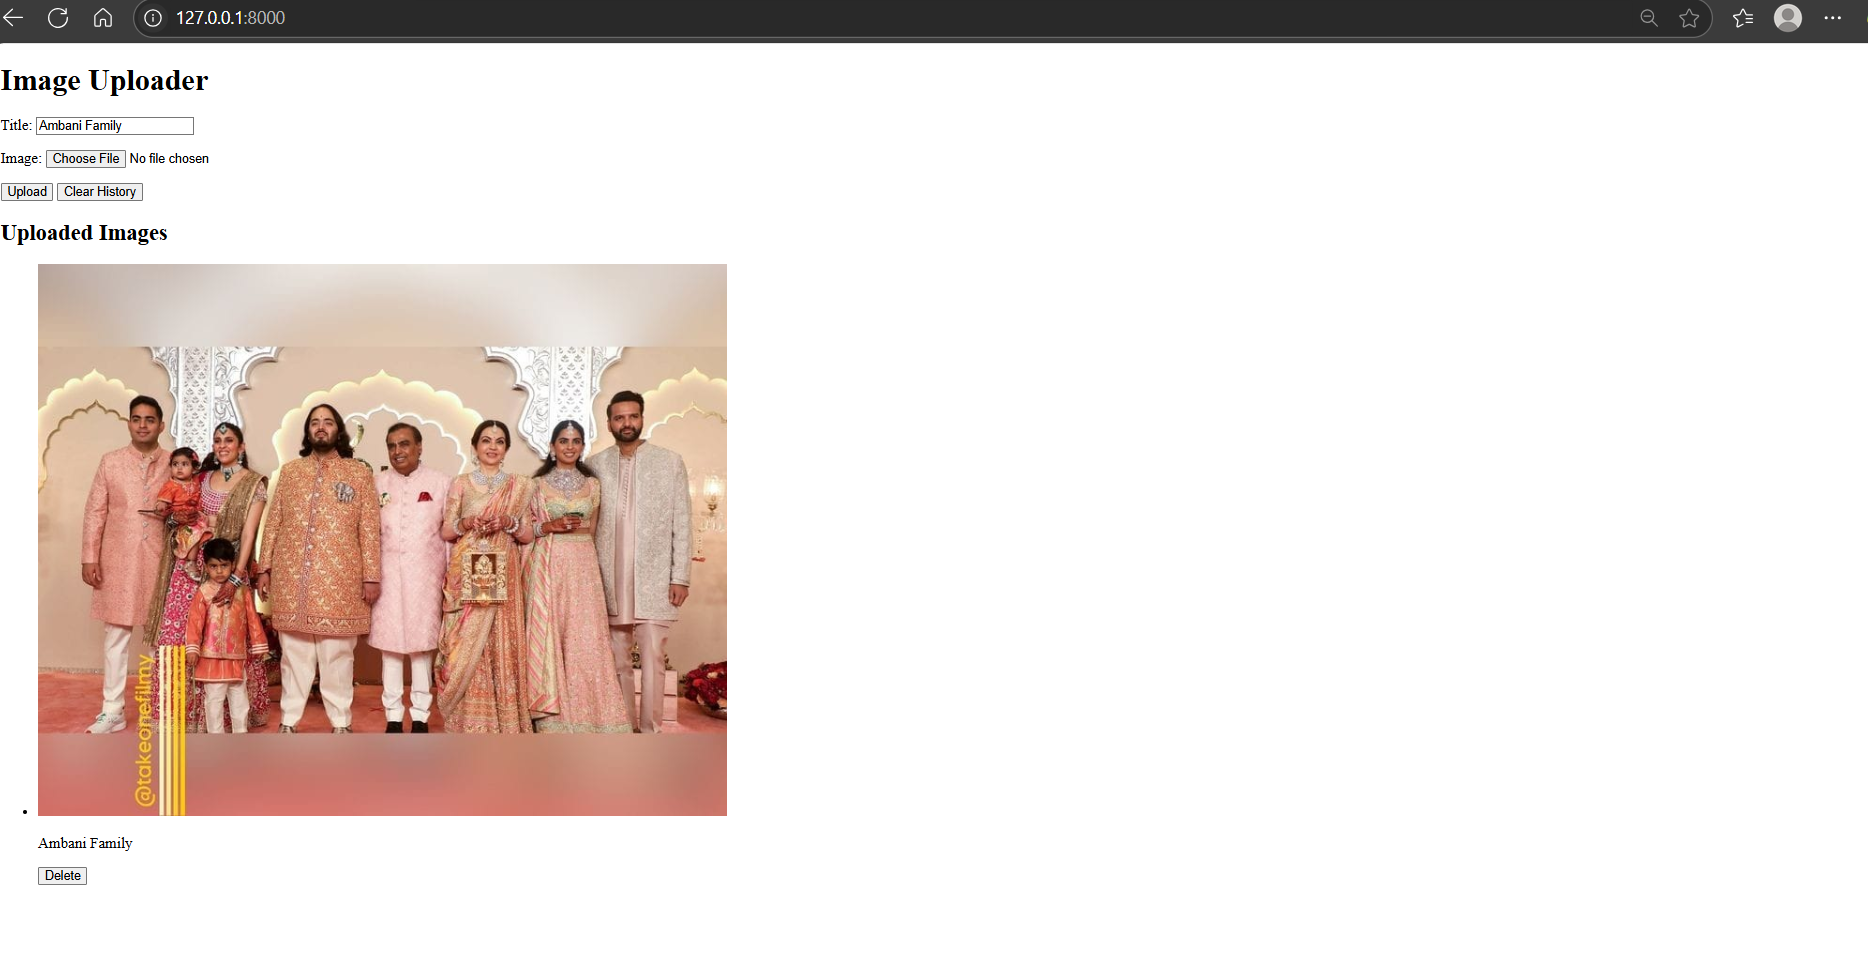 127.0.0.1:8000
Image Uploader
Title: Ambani Family
Image: Choose File No file chosen
Upload Clear History
Uploaded Images
@takeonefilmy
Ambani Family
Delete